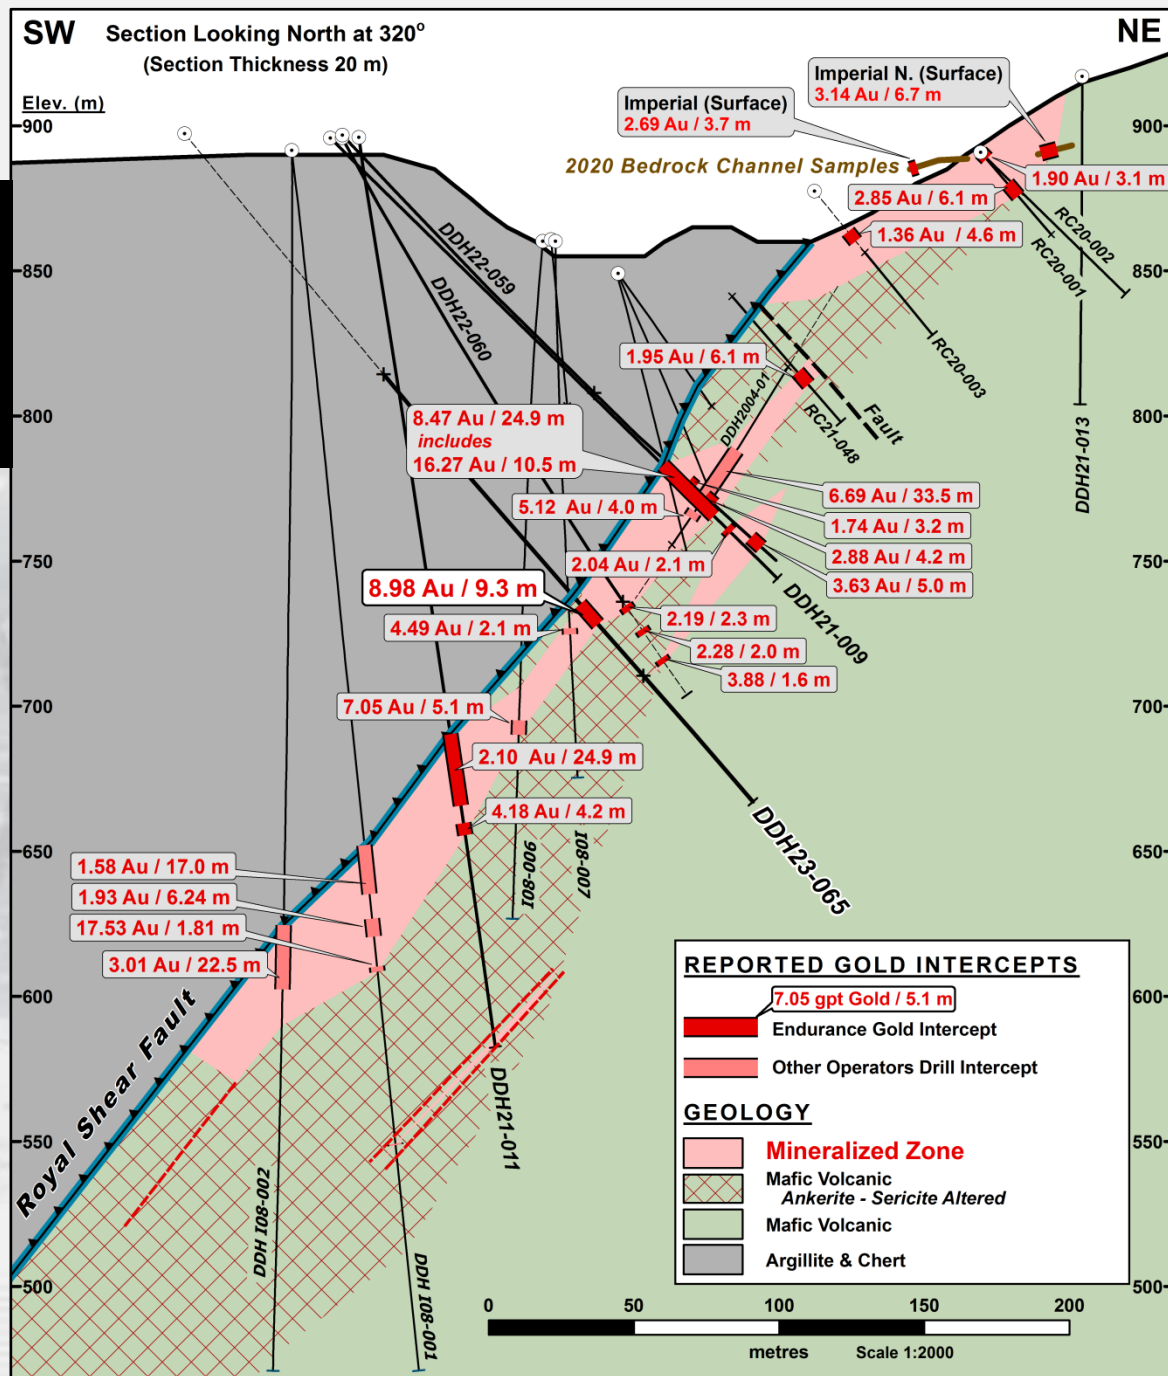 SW
Section Looking North at 320°
(Section Thickness 20 m)
NE
Elev. (m)
900
850
800
750
700
650
600
550
500
900
850
800
750
700
650
600
550
500
Imperial N. (Surface)
3.14 Au / 6.7 m
Imperial (Surface)
2.69 Au / 3.7 m
2020 Bedrock Channel Samples
1.90 Au / 3.1 m
2.85 Au / 6.1 m
1.36 Au / 4.6 m
RC20-002
RC20-001
RC20-003
DDH21-013
DDH22-059
DDH22-060
1.95 Au / 6.1 m
DDH2004-01
RC21-048
Fault
8.47 Au / 24.9 m
includes
16.27 Au / 10.5 m
5.12 Au / 4.0 m
6.69 Au / 33.5 m
1.74 Au / 3.2 m
2.88 Au / 4.2 m
3.63 Au / 5.0 m
2.04 Au / 2.1 m
DDH21-009
8.98 Au / 9.3 m
4.49 Au / 2.1 m
2.19 / 2.3 m
2.28 / 2.0 m
3.88 / 1.6 m
7.05 Au / 5.1 m
2.10 Au / 24.9 m
4.18 Au / 4.2 m
DDH23-065
I08-006
I08-007
1.58 Au / 17.0 m
1.93 Au / 6.24 m
17.53 Au / 1.81 m
3.01 Au / 22.5 m
Royal Shear Fault
DDH21-011
DDH I08-002
DDH I08-001
REPORTED GOLD INTERCEPTS
7.05 gpt Gold / 5.1 m
Endurance Gold Intercept
Other Operators Drill Intercept
GEOLOGY
Mineralized Zone
Mafic Volcanic
Ankerite - Sericite Altered
Mafic Volcanic
Argillite & Chert
0 50 100 150 200
metres Scale 1:2000